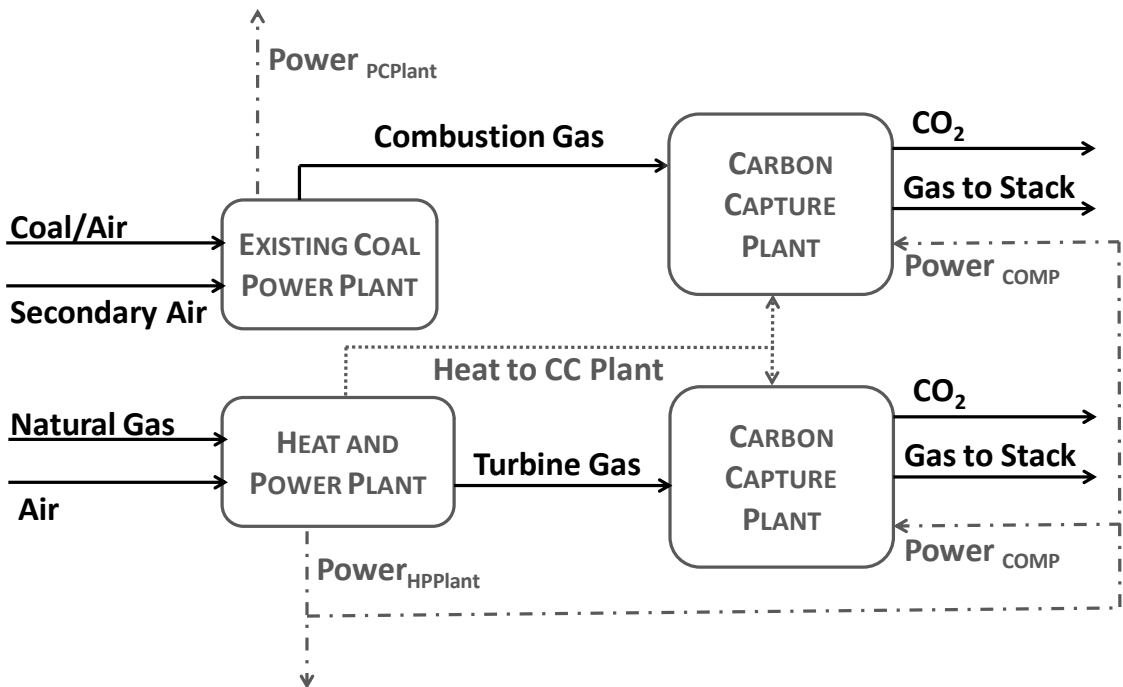 Power PCPlant
Combustion Gas
CO2
Gas to Stack
CARBON
CAPTURE
PLANT
Coal/Air
Secondary Air
EXISTING COAL
POWER PLANT
Power COMP
Heat to CC Plant
Natural Gas
Air
HEAT AND
POWER PLANT
Turbine Gas
CARBON
CAPTURE
PLANT
CO2
Gas to Stack
Power COMP
PowerHPPlant